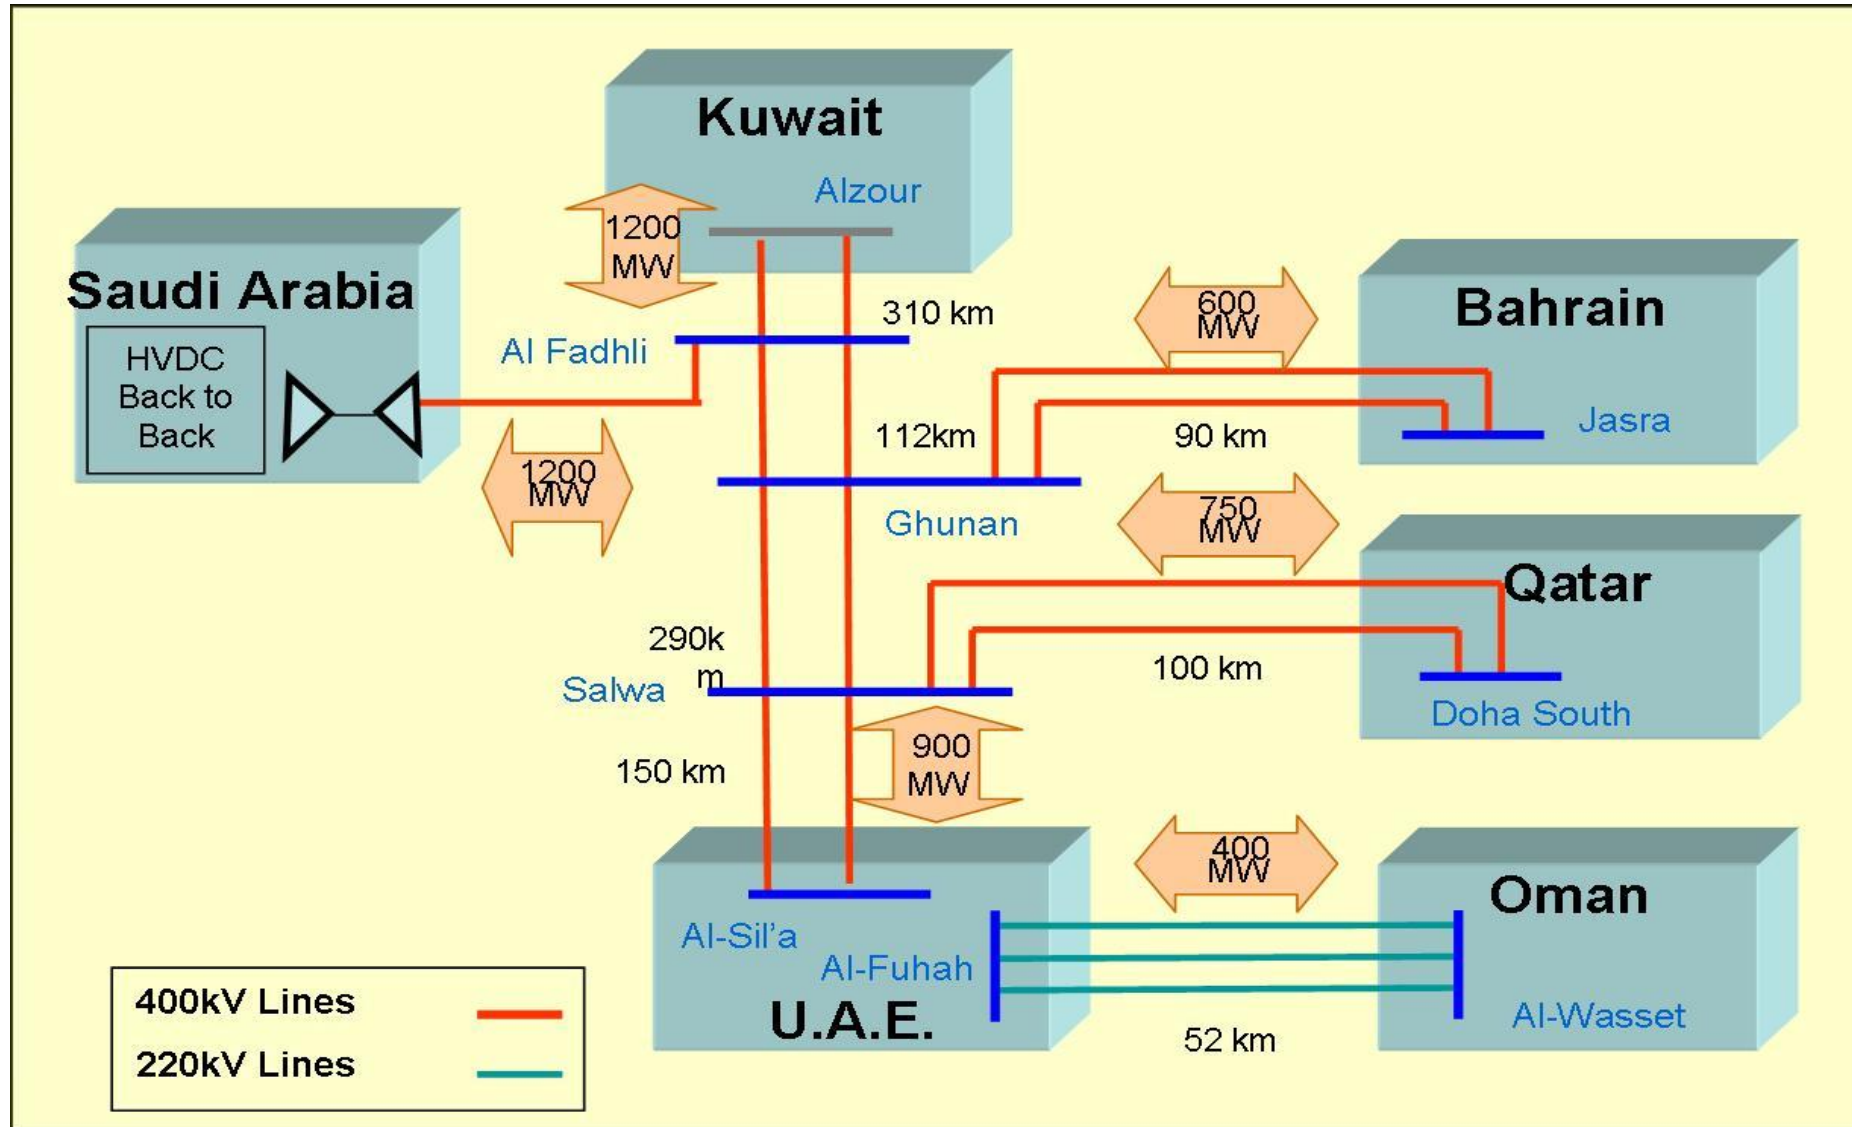 Kuwait
Alzour
1200
MW
Saudi Arabia
HVDC
Back to
Back
310 km
Al Fadhli
600
MW
Bahrain
Jasra
112km
90 km
1200
MW
Ghunan
750
MW
Qatar
290k
m
Salwa
100 km
Doha South
900
MW
150 km
400
MW
Oman
Al-Sil’a
Al-Fuhah
U.A.E.
Al-Wasset
52 km
400kV Lines
220kV Lines